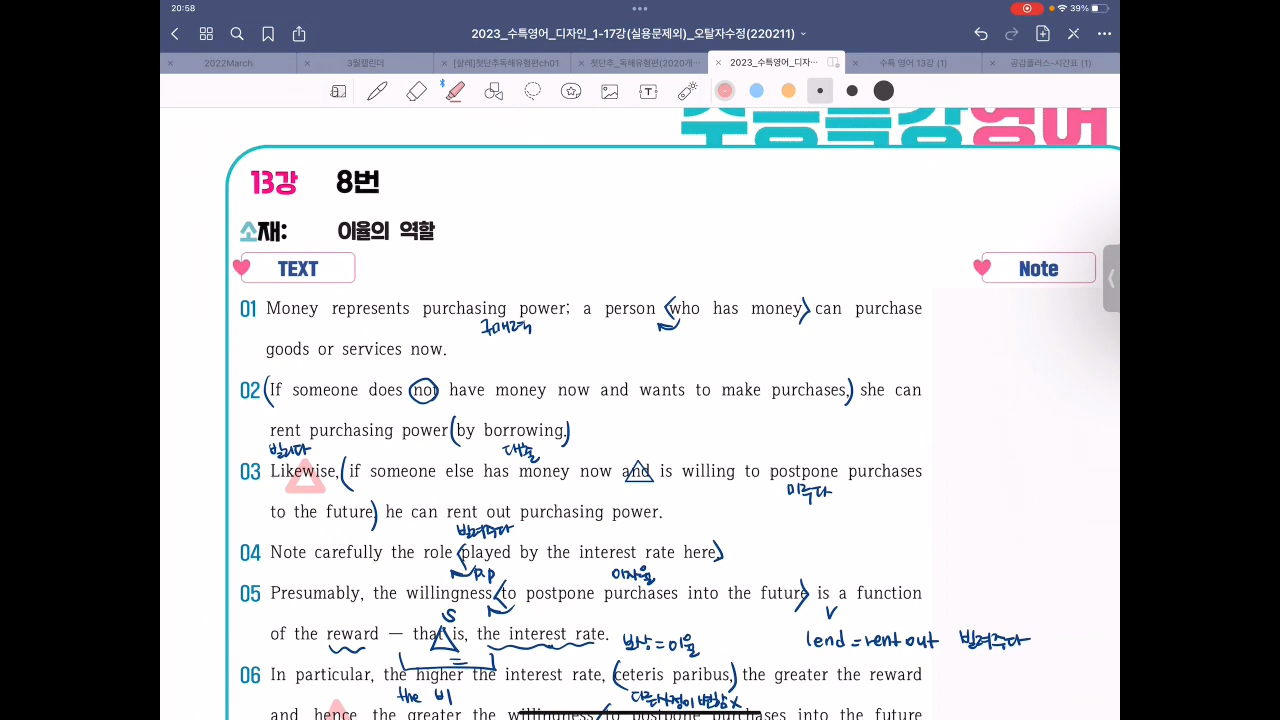 20:58
39%
2023_수특영어_디자인_1-17강(실용문제외)_오탈자수정(220211)
2022March
3월캘린더
[상세]첫단추독해유형편ch01
첫단추_독해유형편(2020개…
2023_수특영어_디자…
수특 영어 13강 (1)
공감플러스-시간표 (1)
수능특강영어
13강 8번
소재: 이율의 역할
TEXT
Note
01 Money represents purchasing power; a person who has money can purchase
구매력
goods or services now.
02 If someone does not have money now and wants to make purchases, she can
rent purchasing power by borrowing.
빌리다 대출
03 Likewise, if someone else has money now and is willing to postpone purchases
미루다
to the future, he can rent out purchasing power.
빌려주다
04 Note carefully the role played by the interest rate here.
p.p 이자율
05 Presumably, the willingness to postpone purchases into the future is a function
S V
of the reward — that is, the interest rate.
보상=이율 lend = rent out 빌려주다
06 In particular, the higher the interest rate, ceteris paribus, the greater the reward
the 비
and hence the greater the willingness to postpone purchases into the future